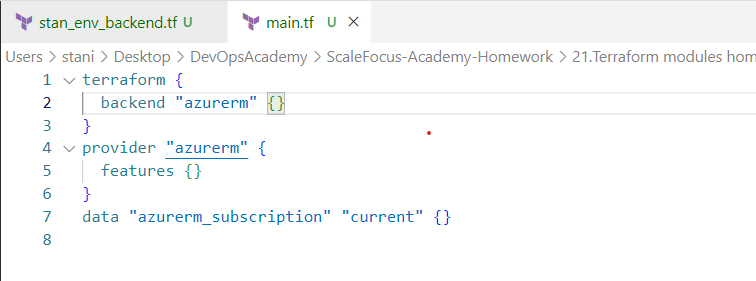 stan_env_backend.tf U main.tf U ×
Users > stani > Desktop > DevOpsAcademy > ScaleFocus-Academy-Homework > 21.Terraform modules hom
1 terraform {
2 backend "azurerm" {}
3 }
4 provider "azurerm" {
5 features {}
6 }
7 data "azurerm_subscription" "current" {}
8